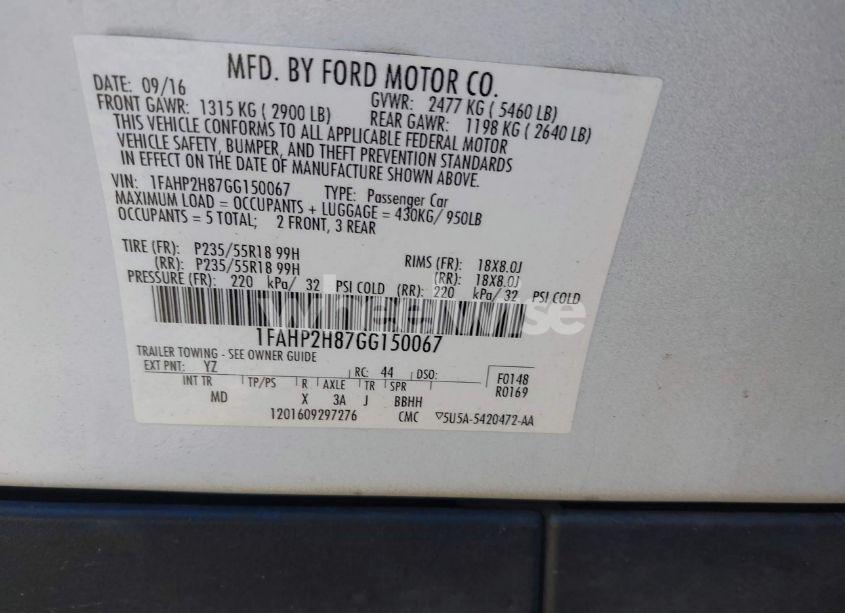 MFD. BY FORD MOTOR CO.
DATE: 09/16 GVWR: 2477 KG ( 5460 LB)
FRONT GAWR: 1315 KG ( 2900 LB) REAR GAWR: 1198 KG ( 2640 LB)
THIS VEHICLE CONFORMS TO ALL APPLICABLE FEDERAL MOTOR
VEHICLE SAFETY, BUMPER, AND THEFT PREVENTION STANDARDS
IN EFFECT ON THE DATE OF MANUFACTURE SHOWN ABOVE.
VIN: 1FAHP2H87GG150067 TYPE: Passenger Car
MAXIMUM LOAD = OCCUPANTS + LUGGAGE = 430KG/ 950LB
OCCUPANTS = 5 TOTAL; 2 FRONT, 3 REAR
TIRE (FR): P235/55R18 99H RIMS (FR): 18X8.0J
(RR): P235/55R18 99H (RR): 18X8.0J
PRESSURE (FR): 220 kPa/ 32 PSI COLD (RR): 220 kPa/ 32 PSI COLD
wheelwise
1FAHP2H87GG150067
TRAILER TOWING - SEE OWNER GUIDE
EXT PNT: YZ RC: 44 DSO: F0148
INT TR TP/PS R AXLE TR SPR R0169
MD X 3A J BBHH
1201609297276 CMC 5U5A-5420472-AA